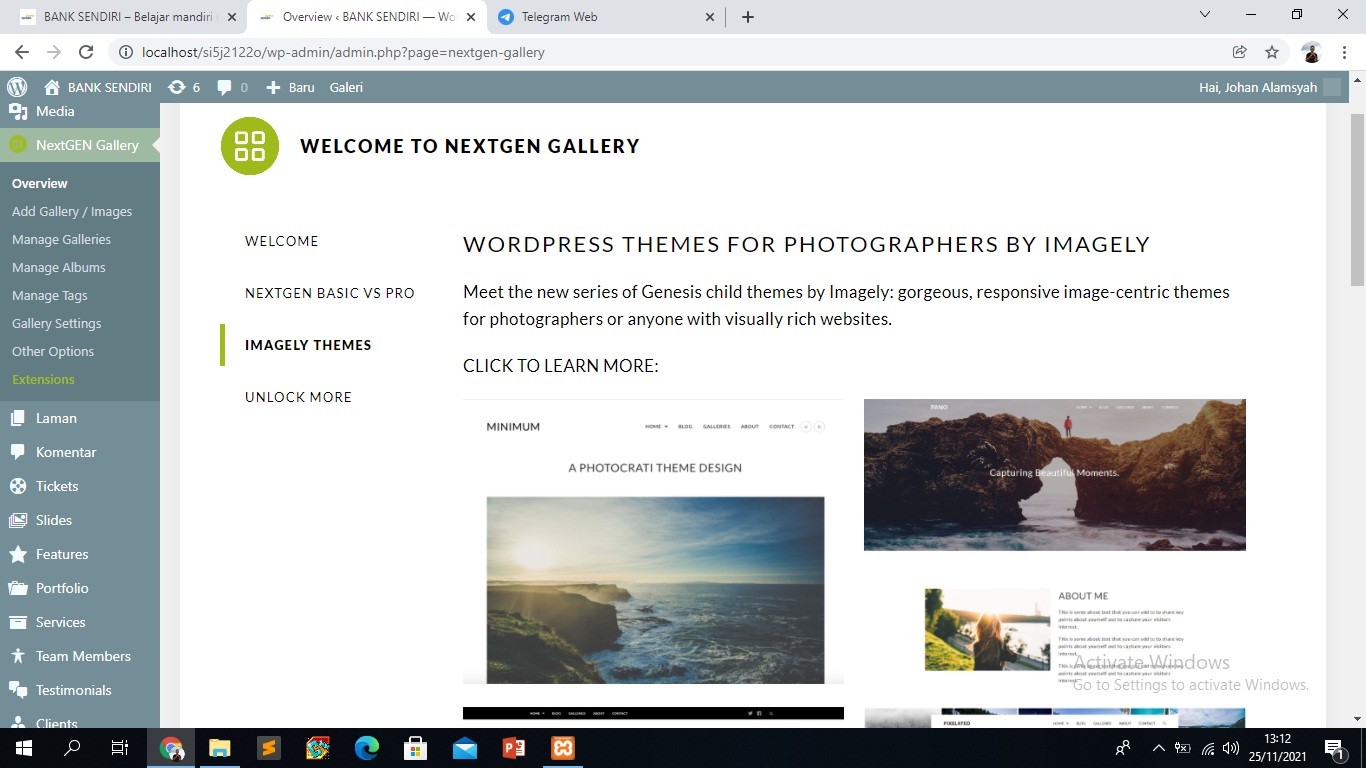 BANK SENDIRI – Belajar mandiri
Overview ‹ BANK SENDIRI — Wo
Telegram Web
localhost/si5j2122o/wp-admin/admin.php?page=nextgen-gallery
BANK SENDIRI
6
0
Baru
Galeri
Hai, Johan Alamsyah
Media
NextGEN Gallery
Overview
Add Gallery / Images
Manage Galleries
Manage Albums
Manage Tags
Gallery Settings
Other Options
Extensions
Laman
Komentar
Tickets
Slides
Features
Portfolio
Services
Team Members
Testimonials
Clients
WELCOME TO NEXTGEN GALLERY
WELCOME
NEXTGEN BASIC VS PRO
IMAGELY THEMES
UNLOCK MORE
WORDPRESS THEMES FOR PHOTOGRAPHERS BY IMAGELY
Meet the new series of Genesis child themes by Imagely: gorgeous, responsive image-centric themes
for photographers or anyone with visually rich websites.
CLICK TO LEARN MORE:
MINIMUM
HOME BLOG GALLERIES ABOUT CONTACT
A PHOTOCRATI THEME DESIGN
HOME BLOG GALLERIES ABOUT CONTACT
HOME BLOG GALLERIES ABOUT CONTACT
Capturing Beautiful Moments.
ABOUT ME
This is some about text that you can add to be share key
points about yourself and to capture your visitors
interest.
This is some about text that you can add to be share key
points about yourself and to capture your visitors
interest.
This is some about text that you can add to be share key
points about yourself and to capture your visitors
interest.
PIXELATED
HOME BLOG GALLERIES ABOUT CONTACT
Activate Windows
Go to Settings to activate Windows.
13:12
25/11/2021
1